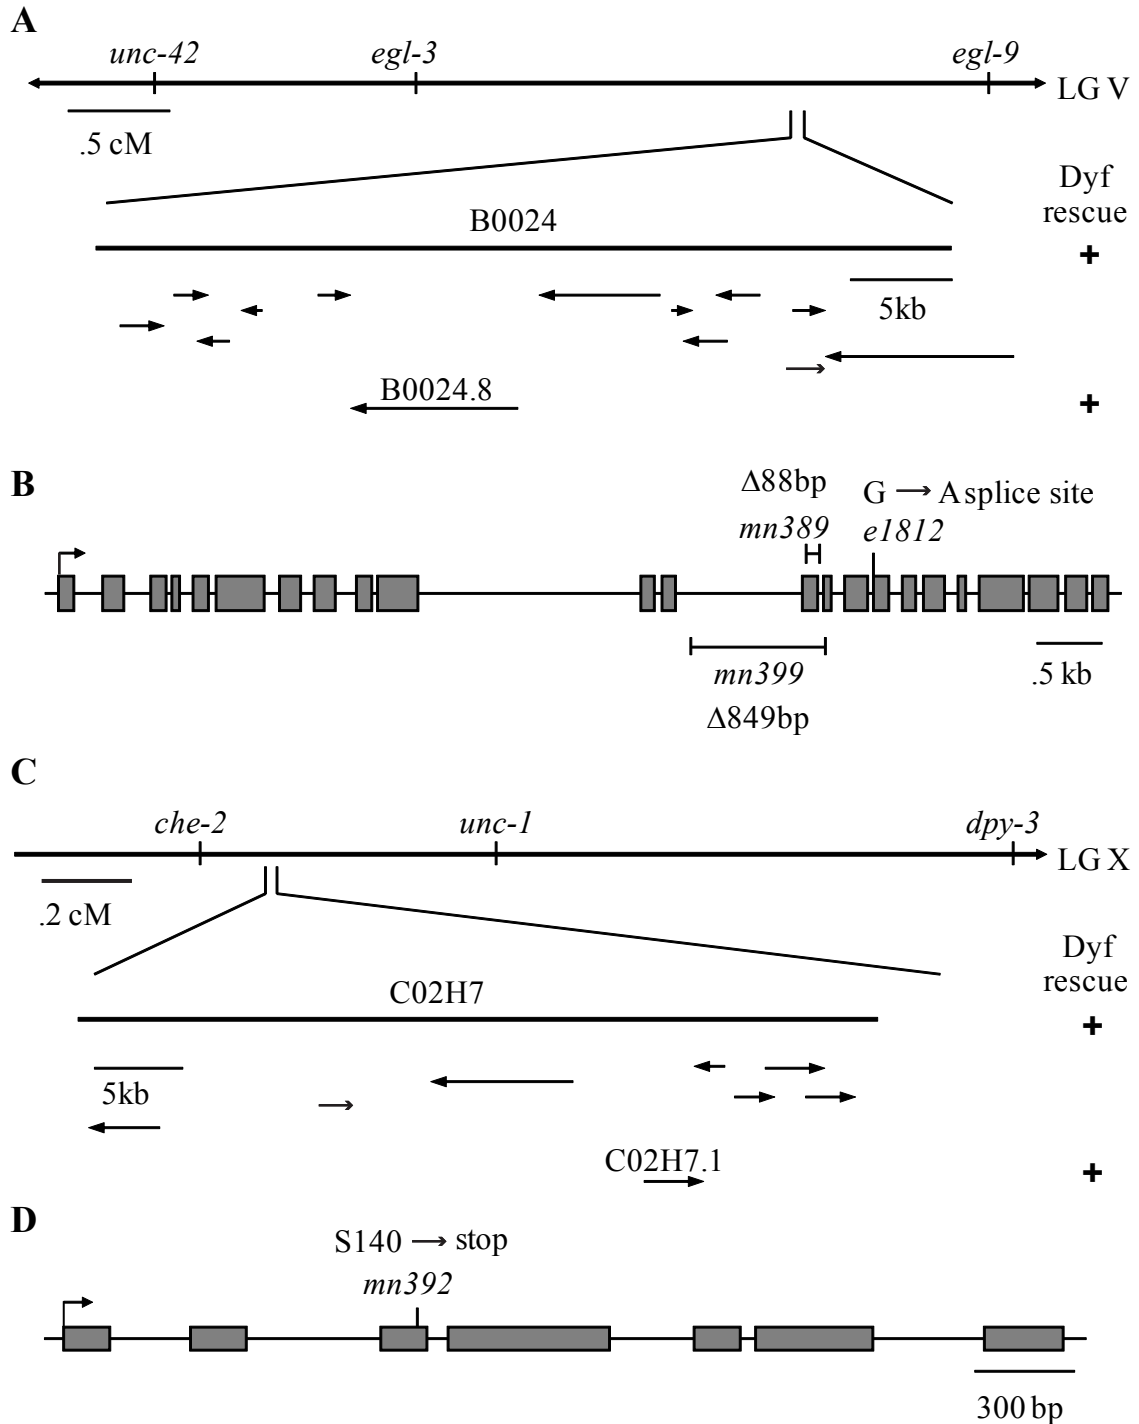 A
unc-42 egl-3 egl-9
LG V
.5 cM
Dyf
rescue
B0024
+
5kb
B0024.8
+
B
Δ88bp G → A splice site
mn389 e1812
mn399
.5 kb
Δ849bp
C
che-2 unc-1 dpy-3
LG X
.2 cM
Dyf
rescue
C02H7
+
5kb
C02H7.1
+
D
S140 → stop
mn392
300 bp